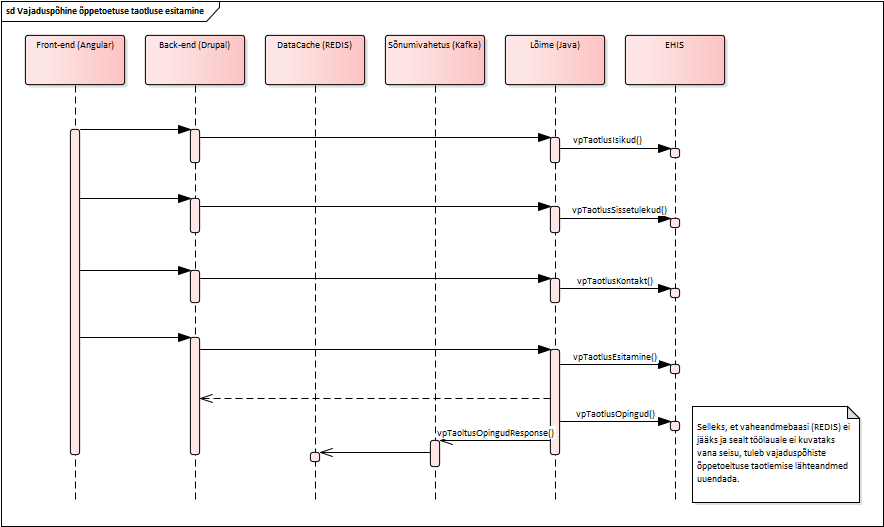 sd Vajaduspõhine õppetoetuse taotluse esitamine
Front-end (Angular)
Back-end (Drupal)
DataCache (REDIS)
Sõnumivahetus (Kafka)
Lõime (Java)
EHIS
vpTaotlusIsikud()
vpTaotlusSissetulekud()
vpTaotlusKontakt()
vpTaotlusEsitamine()
vpTaotlusOpingud()
vpTaoltusOpingudResponse()
Selleks, et vaheandmebaasi (REDIS) ei
jääks ja sealt töölauale ei kuvataks
vana seisu, tuleb vajaduspõhiste
õppetoeltuse taotlemise lähteandmed
uuendada.